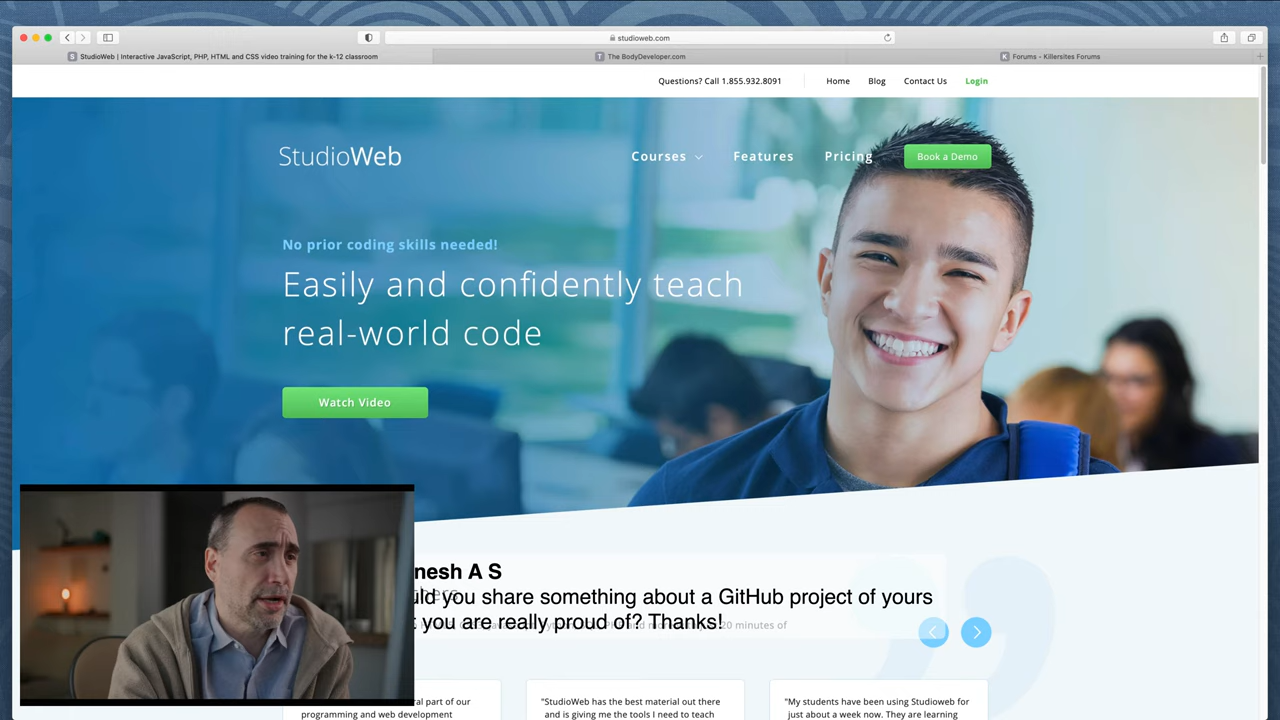 studioweb.com
StudioWeb | Interactive JavaScript, PHP, HTML and CSS video training for the k-12 classroom
The BodyDeveloper.com
Forums - Killersites Forums
Questions? Call 1.855.932.8091
Home
Blog
Contact Us
Login
StudioWeb
Courses
Features
Pricing
Book a Demo
No prior coding skills needed!
Easily and confidently teach
real-world code
Watch Video
nesh A S
uld you share something about a GitHub project of yours
you are really proud of? Thanks!
20 minutes of
ral part of our
programming and web development
"StudioWeb has the best material out there
and is giving me the tools I need to teach
"My students have been using Studioweb for
just about a week now. They are learning